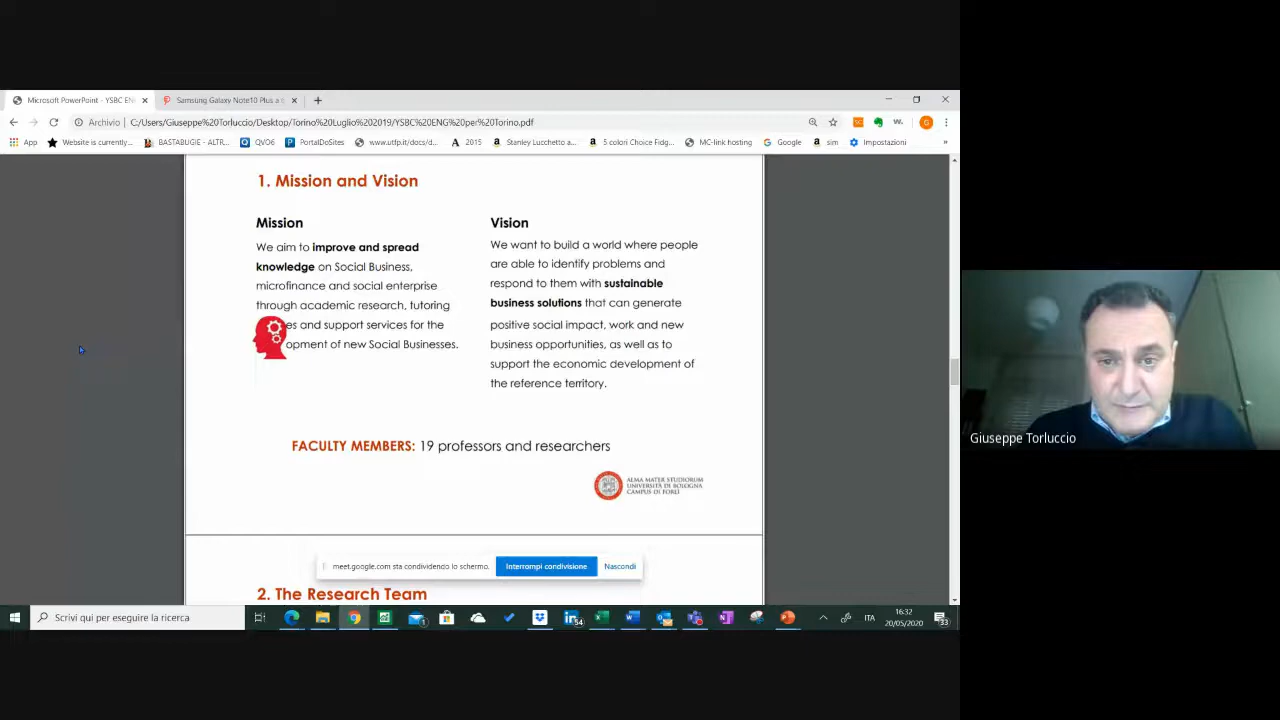 Microsoft PowerPoint - YSBC EN
Samsung Galaxy Note10 Plus a
Archivio
C:/Users/Giuseppe%20Torluccio/Desktop/Torino%20Luglio%202019/YSBC%20ENG%20per%20Torino.pdf
App
Website is currently...
BASTABUGIE - ALTR...
QVO6
PortalDoSites
www.utfp.it/docs/d...
2015
Stanley Lucchetto a...
5 colori Choice Fidg...
MC-link hosting
Google
sim
Impostazioni
1. Mission and Vision
Mission
We aim to improve and spread
knowledge on Social Business,
microfinance and social enterprise
through academic research, tutoring
es and support services for the
opment of new Social Businesses.
Vision
We want to build a world where people
are able to identify problems and
respond to them with sustainable
business solutions that can generate
positive social impact, work and new
business opportunities, as well as to
support the economic development of
the reference territory.
FACULTY MEMBERS: 19 professors and researchers
ALMA MATER STUDIORUM
UNIVERSITÀ DI BOLOGNA
CAMPUS DI FORLÌ
meet.google.com sta condividendo lo schermo.
Interrompi condivisione
Nascondi
2. The Research Team
Scrivi qui per eseguire la ricerca
54
ITA
16:32
20/05/2020
33
Giuseppe Torluccio